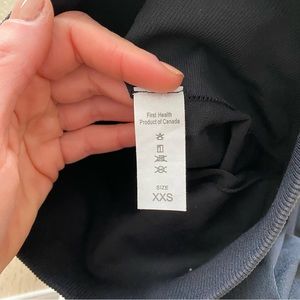 First Health
Product of Canada
SIZE
XXS